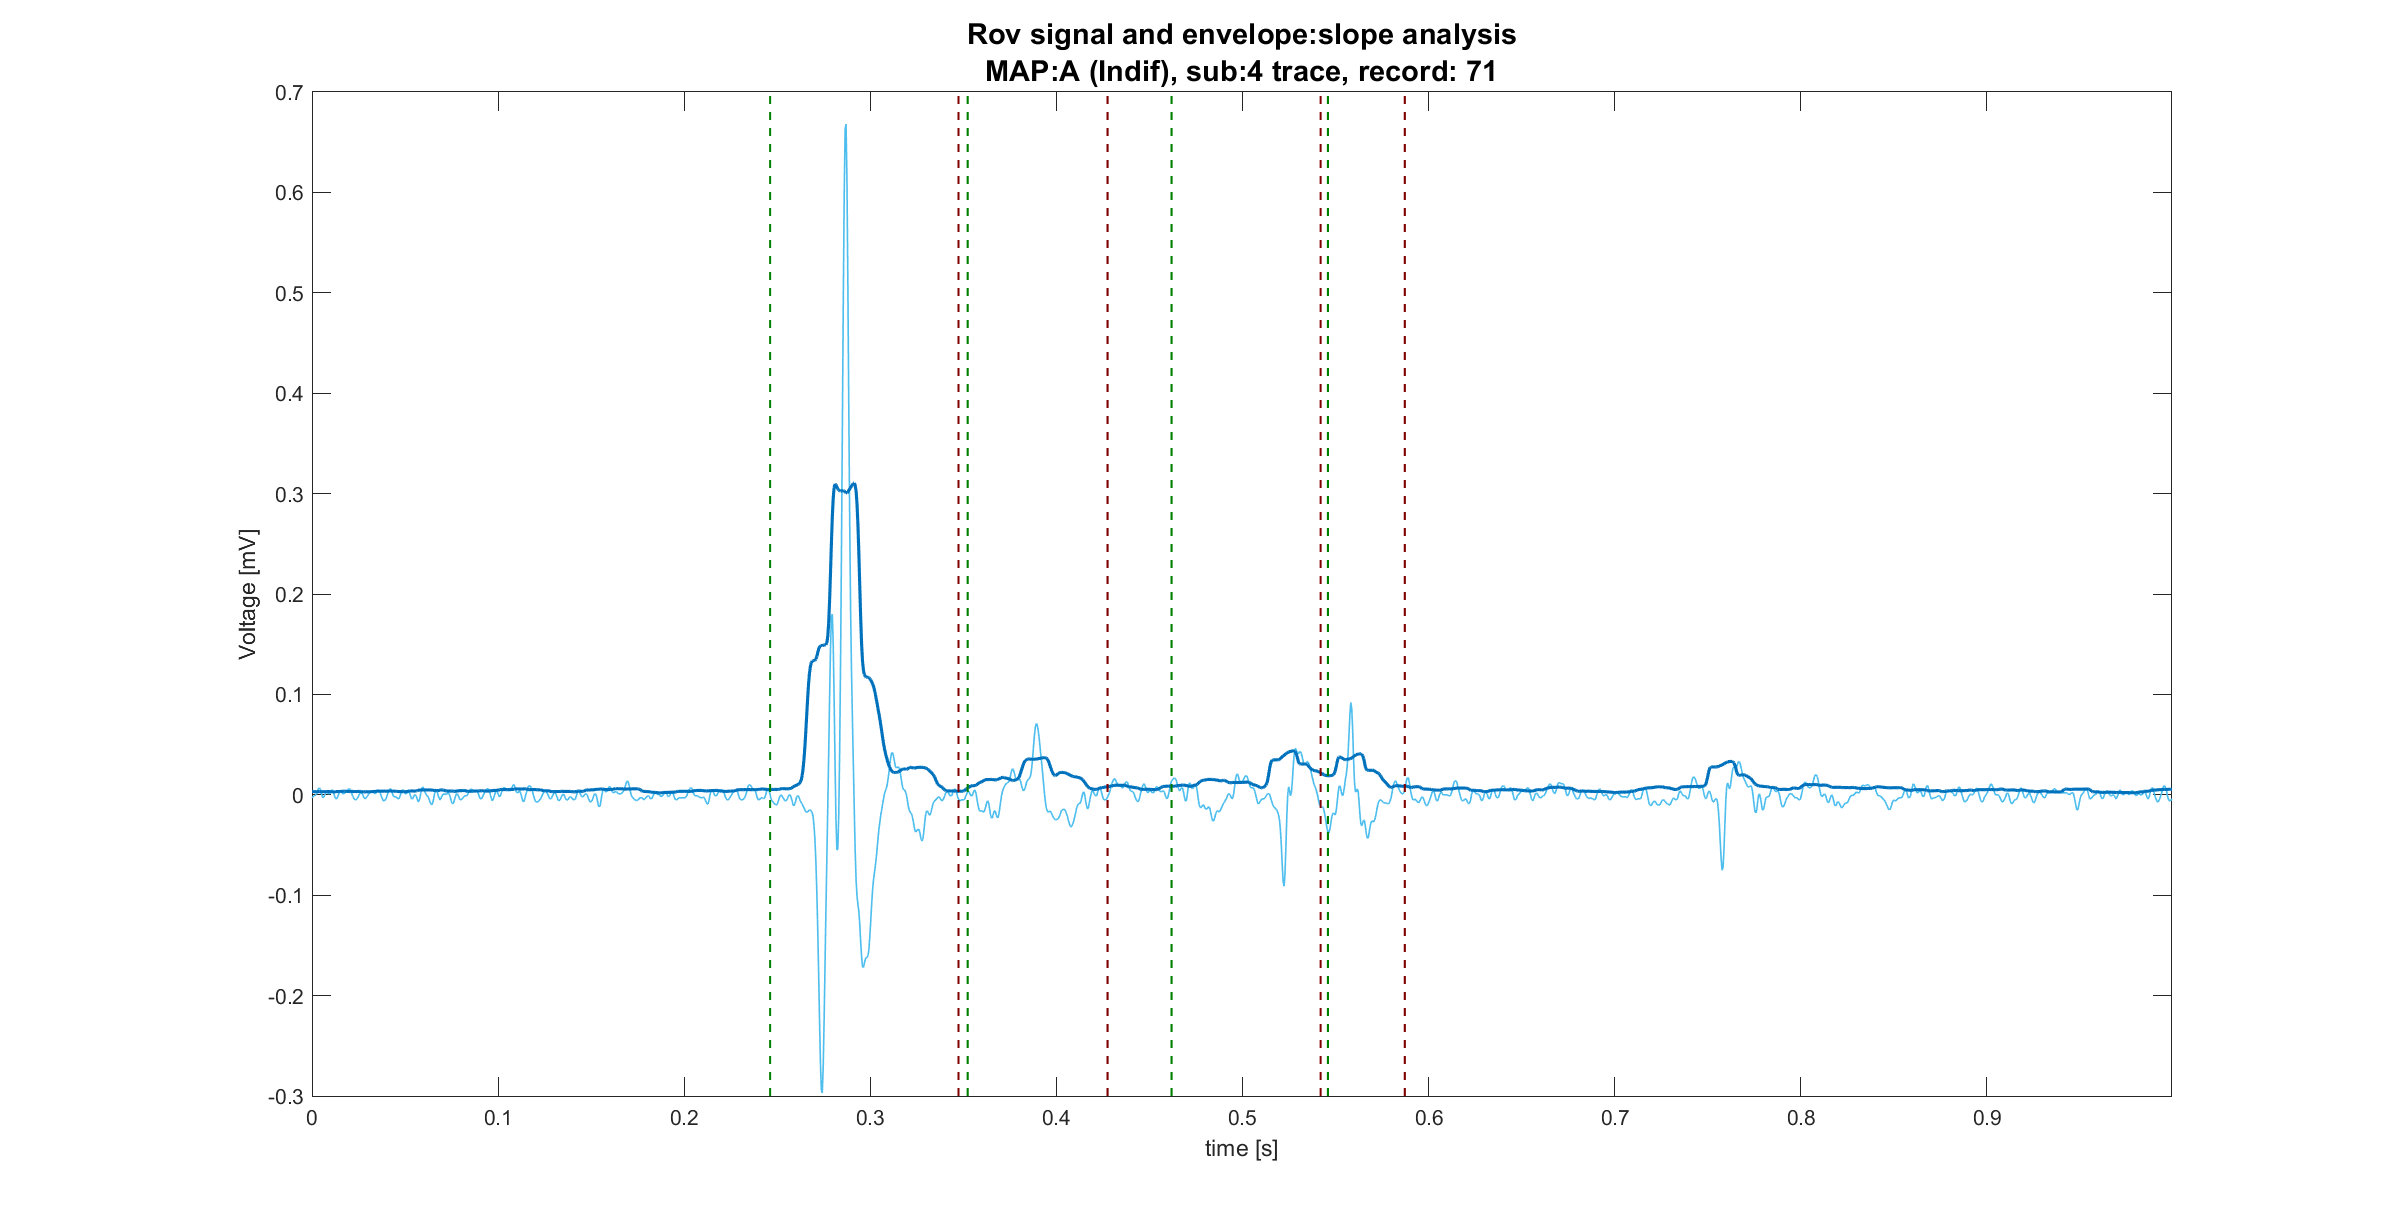 Rov signal and envelope:slope analysis
MAP:A (Indif), sub:4 trace, record: 71
0.7
0.6
0.5
0.4
0.3
0.2
0.1
0
-0.1
-0.2
-0.3
Voltage [mV]
0 0.1 0.2 0.3 0.4 0.5 0.6 0.7 0.8 0.9
time [s]